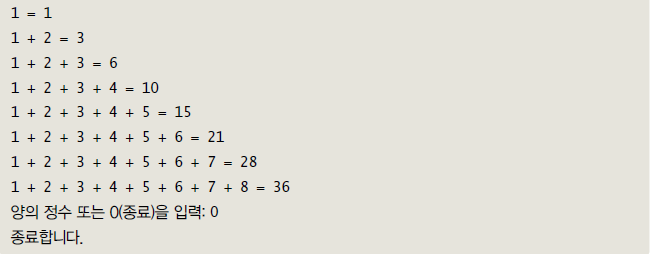 1 = 1
1 + 2 = 3
1 + 2 + 3 = 6
1 + 2 + 3 + 4 = 10
1 + 2 + 3 + 4 + 5 = 15
1 + 2 + 3 + 4 + 5 + 6 = 21
1 + 2 + 3 + 4 + 5 + 6 + 7 = 28
1 + 2 + 3 + 4 + 5 + 6 + 7 + 8 = 36
양의 정수 또는 0(종료)을 입력: 0
종료합니다.